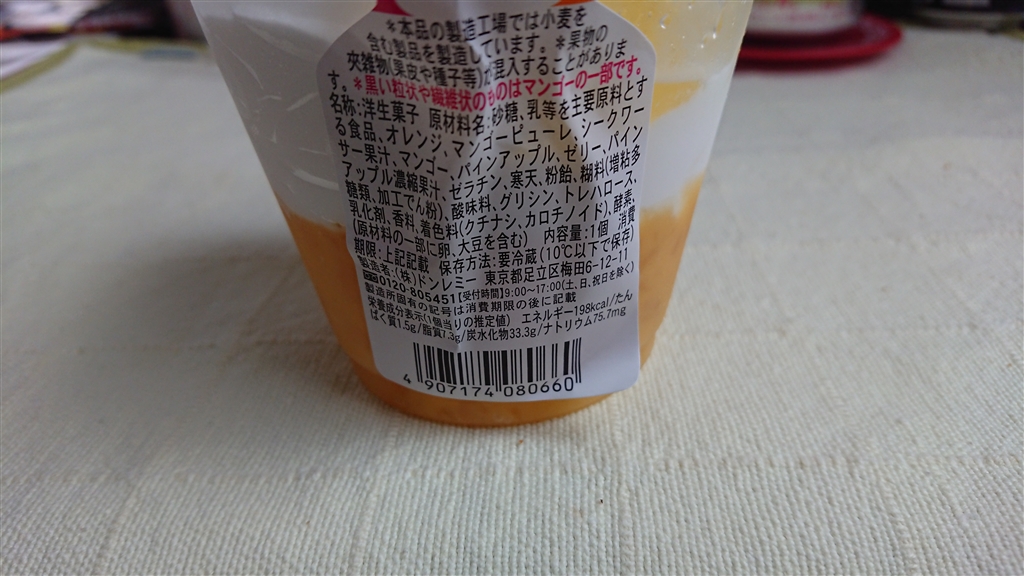 ＊本品の製造工場では小麦を
含む製品を製造しています。＊果物の
夾雑物(果皮や種子等)が混入することがありま
す。＊黒い粒状や繊維状のものはマンゴーの一部です。
名称:洋生菓子 原材料名:砂糖、乳等を主要原料とす
る食品、オレンジ、マンゴーピューレ、シークワー
サー果汁、マンゴー、パインアップル、ゼリー、パイン
アップル濃縮果汁、ゼラチン、寒天、粉飴、糊料(増粘多
糖類、加工でん粉)、酸味料、グリシン、トレハロース、
乳化剤、香料、着色料(クチナシ、カロチノイド)、酵素、
(原材料の一部に卵、大豆を含む) 内容量:1個 消費
期限:上記記載 保存方法:要冷蔵(10℃以下で保存)
製造者:(株)ドンレミー 東京都足立区梅田6-12-11
0120-805451【受付時間】9:00〜17:00(土、日、祝日を除く)
製造所固有の記号は消費期限の後に記載
栄養成分表示(1個当りの推定値) エネルギー198kcal/たん
ぱく質1.5g/脂質7.3g/炭水化物33.3g/ナトリウム75.7mg
4 907174 080660